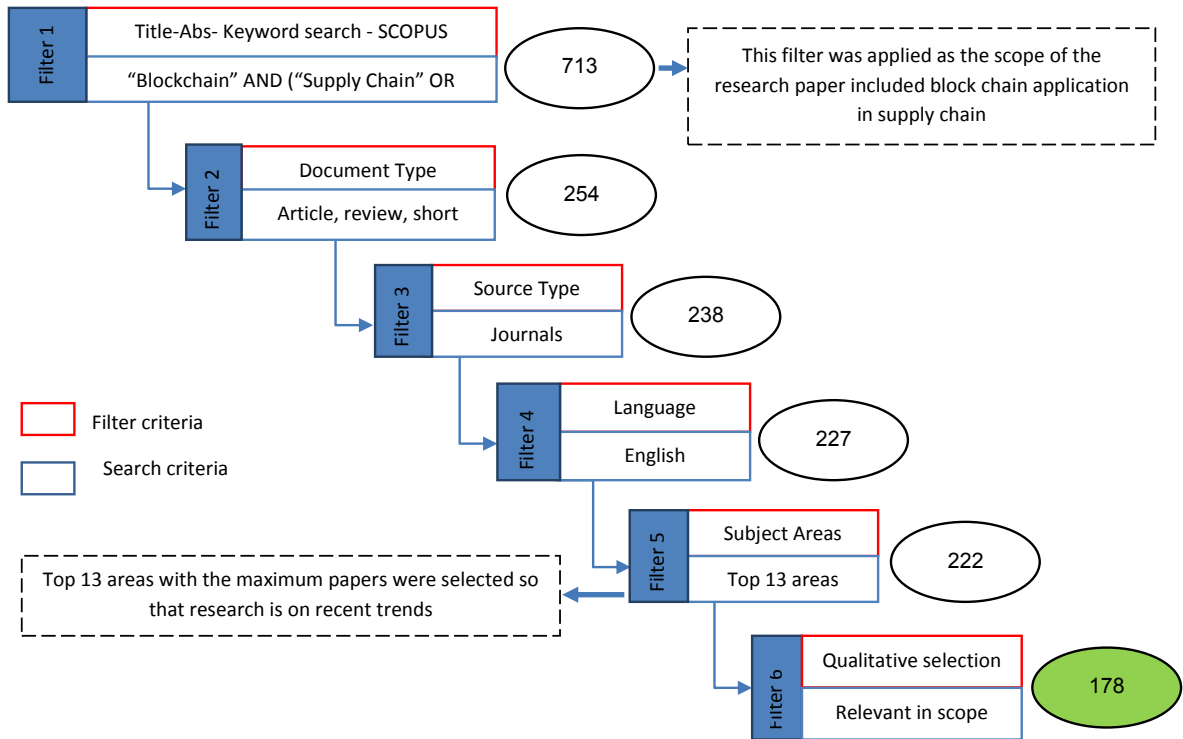 Filter 1
Title-Abs- Keyword search - SCOPUS
“Blockchain” AND (“Supply Chain” OR
713
This filter was applied as the scope of the
research paper included block chain application
in supply chain
Filter 2
Document Type
Article, review, short
254
Filter 3
Source Type
Journals
238
Filter 4
Language
English
227
Filter criteria
Search criteria
Filter 5
Subject Areas
Top 13 areas
222
Top 13 areas with the maximum papers were selected so
that research is on recent trends
Filter 6
Qualitative selection
Relevant in scope
178